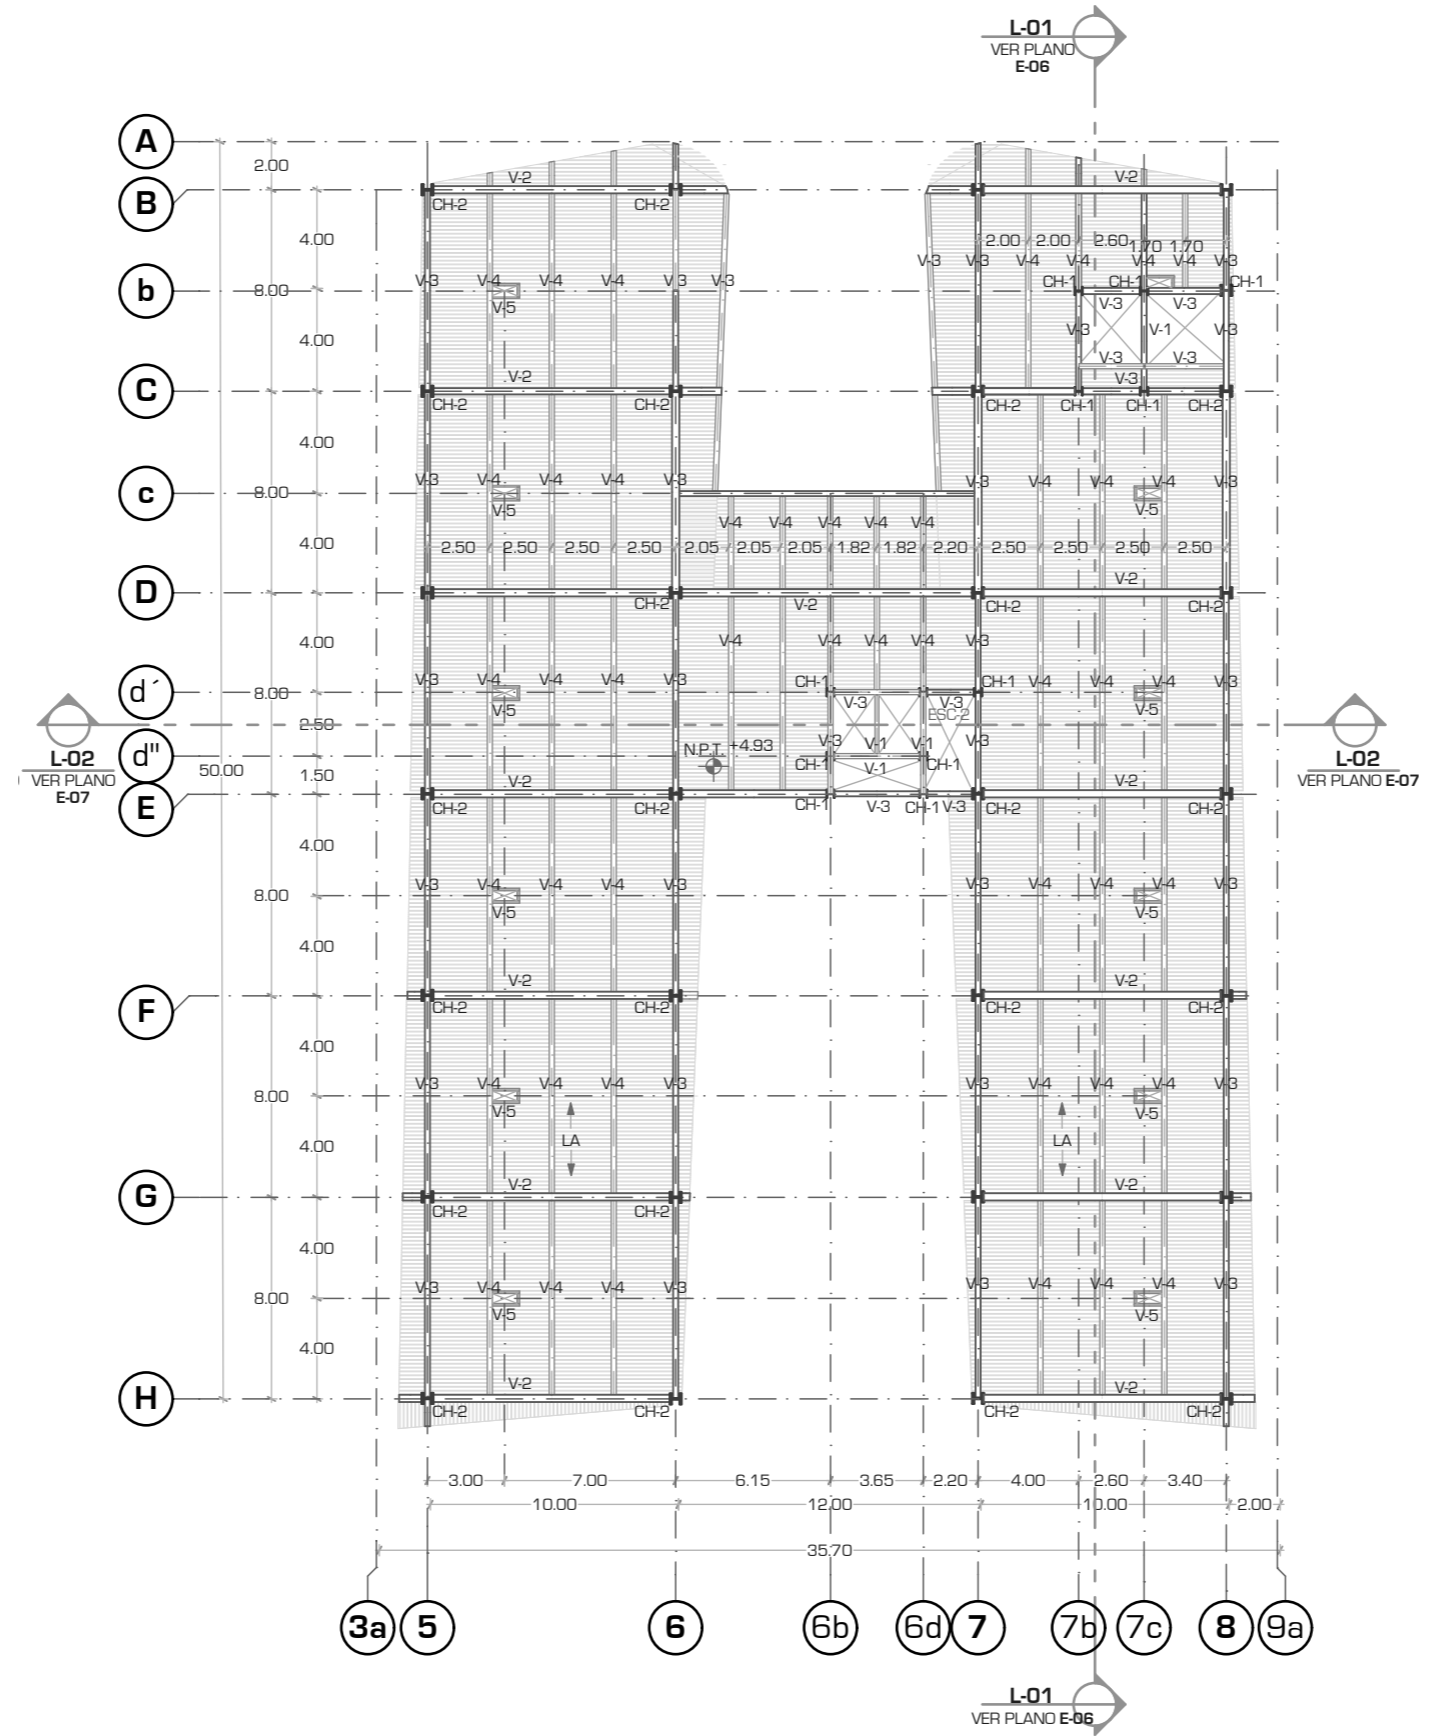 L-01
VER PLANO
E-06
A
2.00
V-2
V-2
B
CH-2
CH-2
4.00
2.00
2.00
2.60
1.70
1.70
V-3
V-3
V-4
V-4
V-4
V-4
V-3
b
8.00
V-3
V-4
V-4
V-4
V-3
V-3
CH-1
CH-1
CH-1
V-5
V-3
V-3
V-3
V-1
V-3
4.00
V-3
V-3
V-2
V-3
C
CH-2
CH-2
CH-2
CH-1
CH-1
CH-2
4.00
V-3
V-4
V-4
V-4
V-3
V-3
V-4
V-4
V-4
V-3
c
8.00
V-5
V-5
V-4
V-4
V-4
V-4
V-4
4.00
2.50
2.50
2.50
2.50
2.05
2.05
2.05
1.82
1.82
2.20
2.50
2.50
2.50
2.50
V-2
D
CH-2
V-2
CH-2
CH-2
4.00
V-4
V-4
V-4
V-4
V-3
V-3
V-4
V-4
V-4
V-3
CH-1
CH-1
V-4
V-4
V-4
V-3
d´
8.00
V-5
V-3
V-3
V-5
ESC-2
2.50
V-3
V-1
V-1
V-3
L-02
VER PLANO
E-07
L-02
VER PLANO E-07
N.P.T. +4.93
d"
50.00
1.50
CH-1
V-1
CH-1
V-2
V-2
E
CH-2
CH-2
CH-1
V-3
CH-1
V-3
CH-2
CH-2
4.00
V-3
V-4
V-4
V-4
V-3
V-3
V-4
V-4
V-4
V-3
8.00
V-5
V-5
4.00
V-2
V-2
F
CH-2
CH-2
CH-2
CH-2
4.00
V-3
V-4
V-4
V-4
V-3
V-3
V-4
V-4
V-4
V-3
8.00
V-5
V-5
4.00
LA
LA
V-2
V-2
G
CH-2
CH-2
4.00
V-3
V-4
V-4
V-4
V-3
V-3
V-4
V-4
V-4
V-3
8.00
V-5
V-5
4.00
V-2
V-2
H
CH-2
CH-2
CH-2
CH-2
3.00
7.00
6.15
3.65
2.20
4.00
2.60
3.40
10.00
12.00
10.00
2.00
35.70
3a
5
6
6b
6d
7
7b
7c
8
9a
L-01
VER PLANO E-06